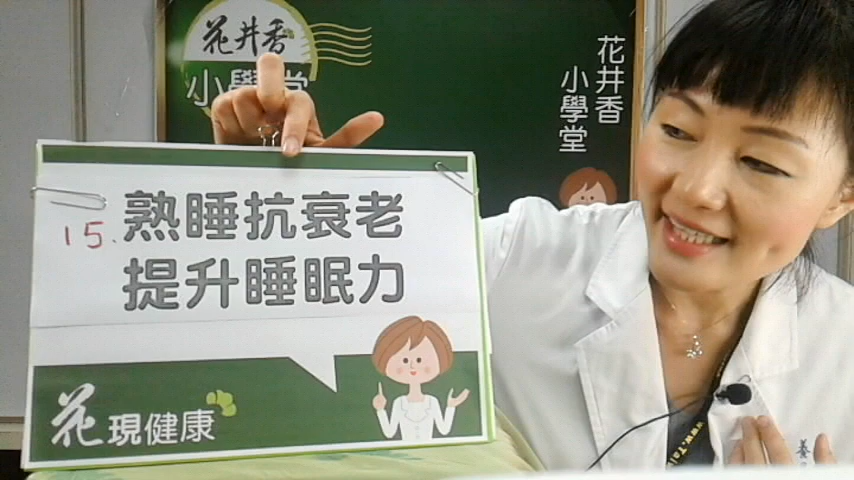 花井香
小學堂
花井香
小學堂
15. 熟睡抗衰老
提升睡眠力
花現健康